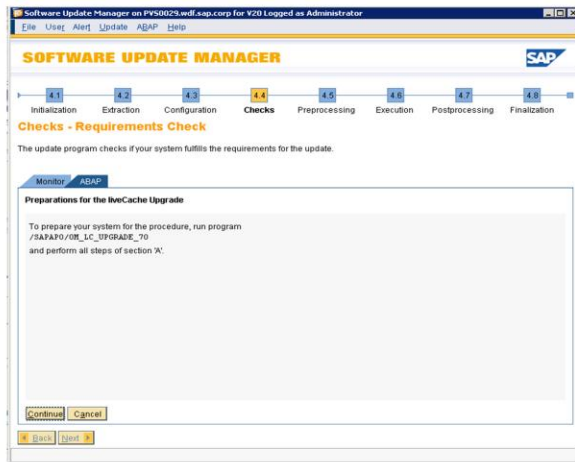 Software Update Manager on PVS0029.wdf.sap.corp for V20 Logged as Administrator
File User Alert Update ABAP Help
SOFTWARE UPDATE MANAGER
SAP
4.1 4.2 4.3 4.4 4.5 4.6 4.7 4.8
Initialization Extraction Configuration Checks Preprocessing Execution Postprocessing Finalization
Checks - Requirements Check
The update program checks if your system fulfills the requirements for the update.
Monitor ABAP
Preparations for the liveCache Upgrade
To prepare your system for the procedure, run program
/SAPAPO/OM_LC_UPGRADE_70
and perform all steps of section 'A'.
Continue Cancel
Back Next